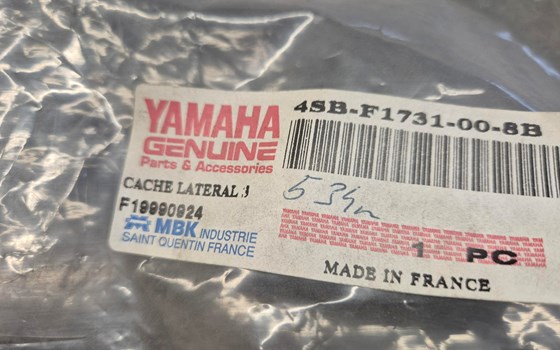 4SB-F1731-00-8B
YAMAHA
GENUINE
Parts & Accessories
CACHE LATERAL
F19990924
MBK INDUSTRIE
SAINT QUENTIN FRANCE
1 PC
MADE IN FRANCE